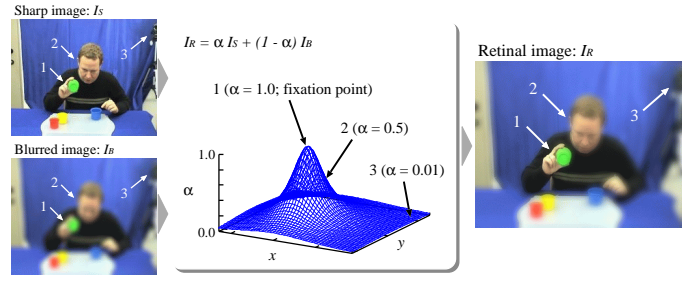 Sharp image: IS
2
3
1
Blurred image: IB
2
3
1
IR = α IS + (1 - α) IB
1 (α = 1.0; fixation point)
2 (α = 0.5)
3 (α = 0.01)
1.0
α
0.0
x
y
Retinal image: IR
2
3
1